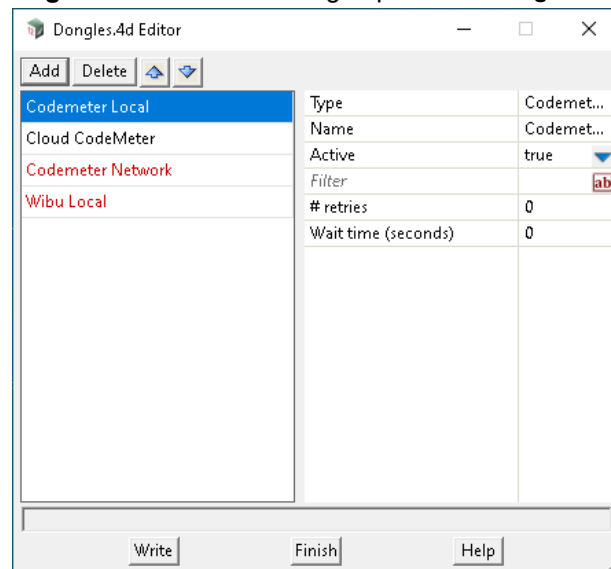 Dongles.4d Editor
Add Delete
Codemeter Local
Cloud CodeMeter
Codemeter Network
Wibu Local
Type Codemet...
Name Codemet...
Active true
Filter ab
# retries 0
Wait time (seconds) 0
Write Finish Help